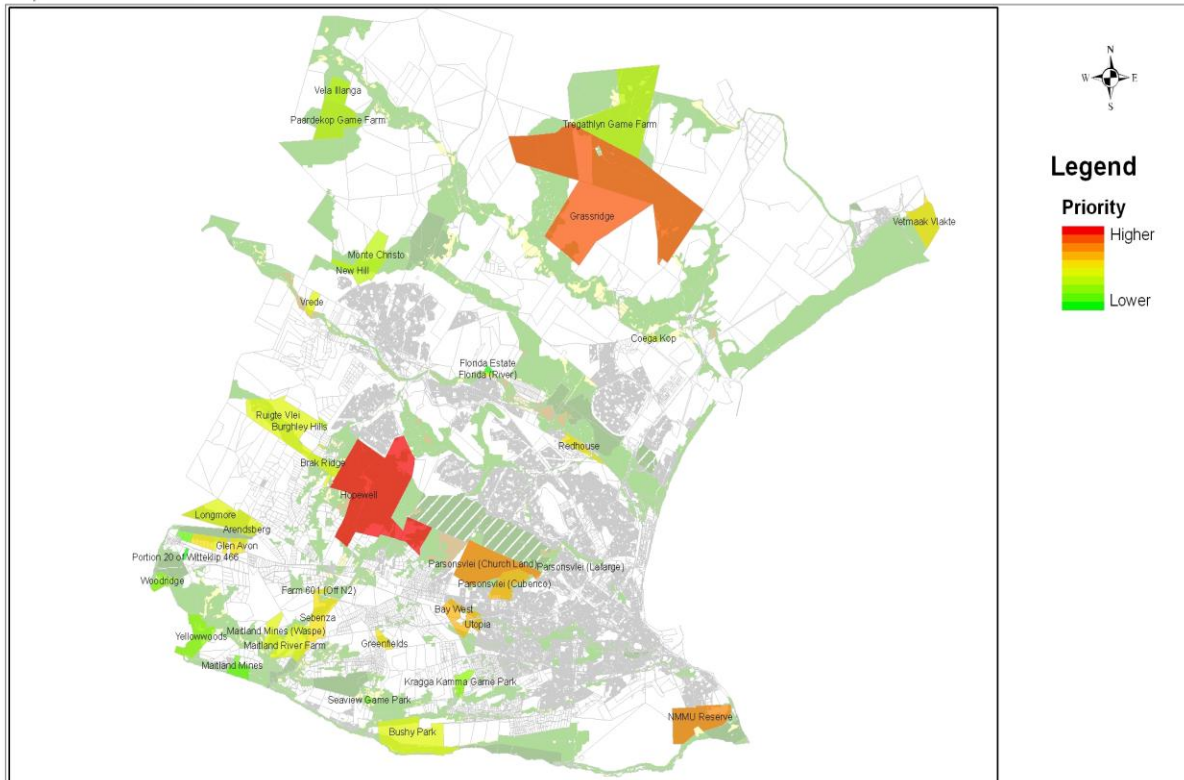 N
W E
S
Legend
Priority
Higher
Lower
Vela Illanga
Paardekop Game Farm
Tregathlyn Game Farm
Grassridge
Vetmaak Vlakte
Monte Christo
New Hill
Vrede
Coega Kop
Florida Estate
Florida (River)
Ruigte Vlei
Burghley Hills
Redhouse
Brak Ridge
Hopewell
Longmore
Arendsberg
Glen Avon
Portion 20 of Witteklip 466
Woodridge
Parsonsvlei (Church Land)
Parsonsvlei (Lafarge)
Parsonsvlei (Cuberico)
Farm 601 (Off N2)
Bay West
Sebenza
Utopia
Maitland Mines (Waspe)
Yellowwoods
Maitland River Farm
Greenfields
Maitland Mines
Kragga Kamma Game Park
Seaview Game Park
NMMU Reserve
Bushy Park